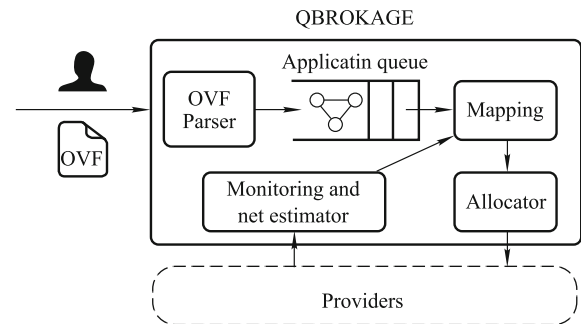 QBROKAGE
Applicatin queue
OVF
Parser
Mapping
OVF
Monitoring and
net estimator
Allocator
Providers